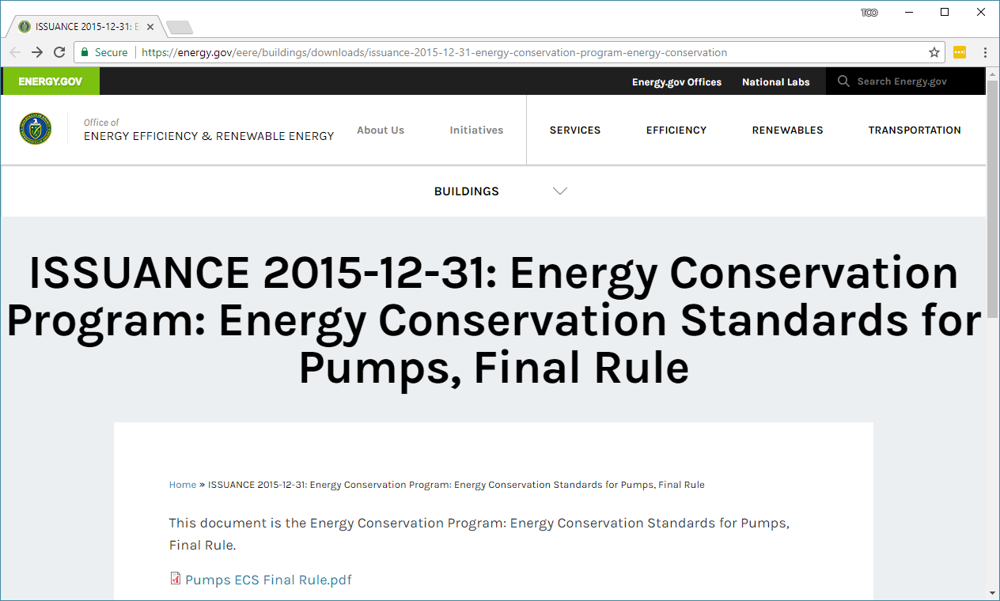 TCO
ISSUANCE 2015-12-31: E
Secure https://energy.gov/eere/buildings/downloads/issuance-2015-12-31-energy-conservation-program-energy-conservation
ENERGY.GOV Energy.gov Offices National Labs Search Energy.gov
Office of
ENERGY EFFICIENCY & RENEWABLE ENERGY About Us Initiatives SERVICES EFFICIENCY RENEWABLES TRANSPORTATION
BUILDINGS
ISSUANCE 2015-12-31: Energy Conservation
Program: Energy Conservation Standards for
Pumps, Final Rule
Home » ISSUANCE 2015-12-31: Energy Conservation Program: Energy Conservation Standards for Pumps, Final Rule
This document is the Energy Conservation Program: Energy Conservation Standards for Pumps,
Final Rule.
Pumps ECS Final Rule.pdf